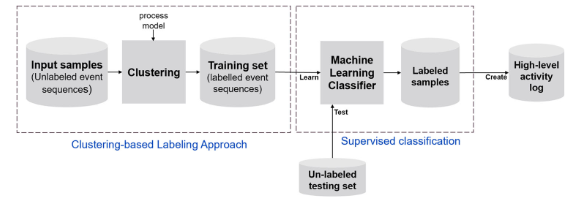 process
model
Input samples
(Unlabeled event
sequences)
Clustering
Training set
(labelled event
sequences)
Learn
Machine
Learning
Classifier
Labeled
samples
Create
High-level
activity
log
Test
Clustering-based Labeling Approach
Supervised classification
Un-labeled
testing set